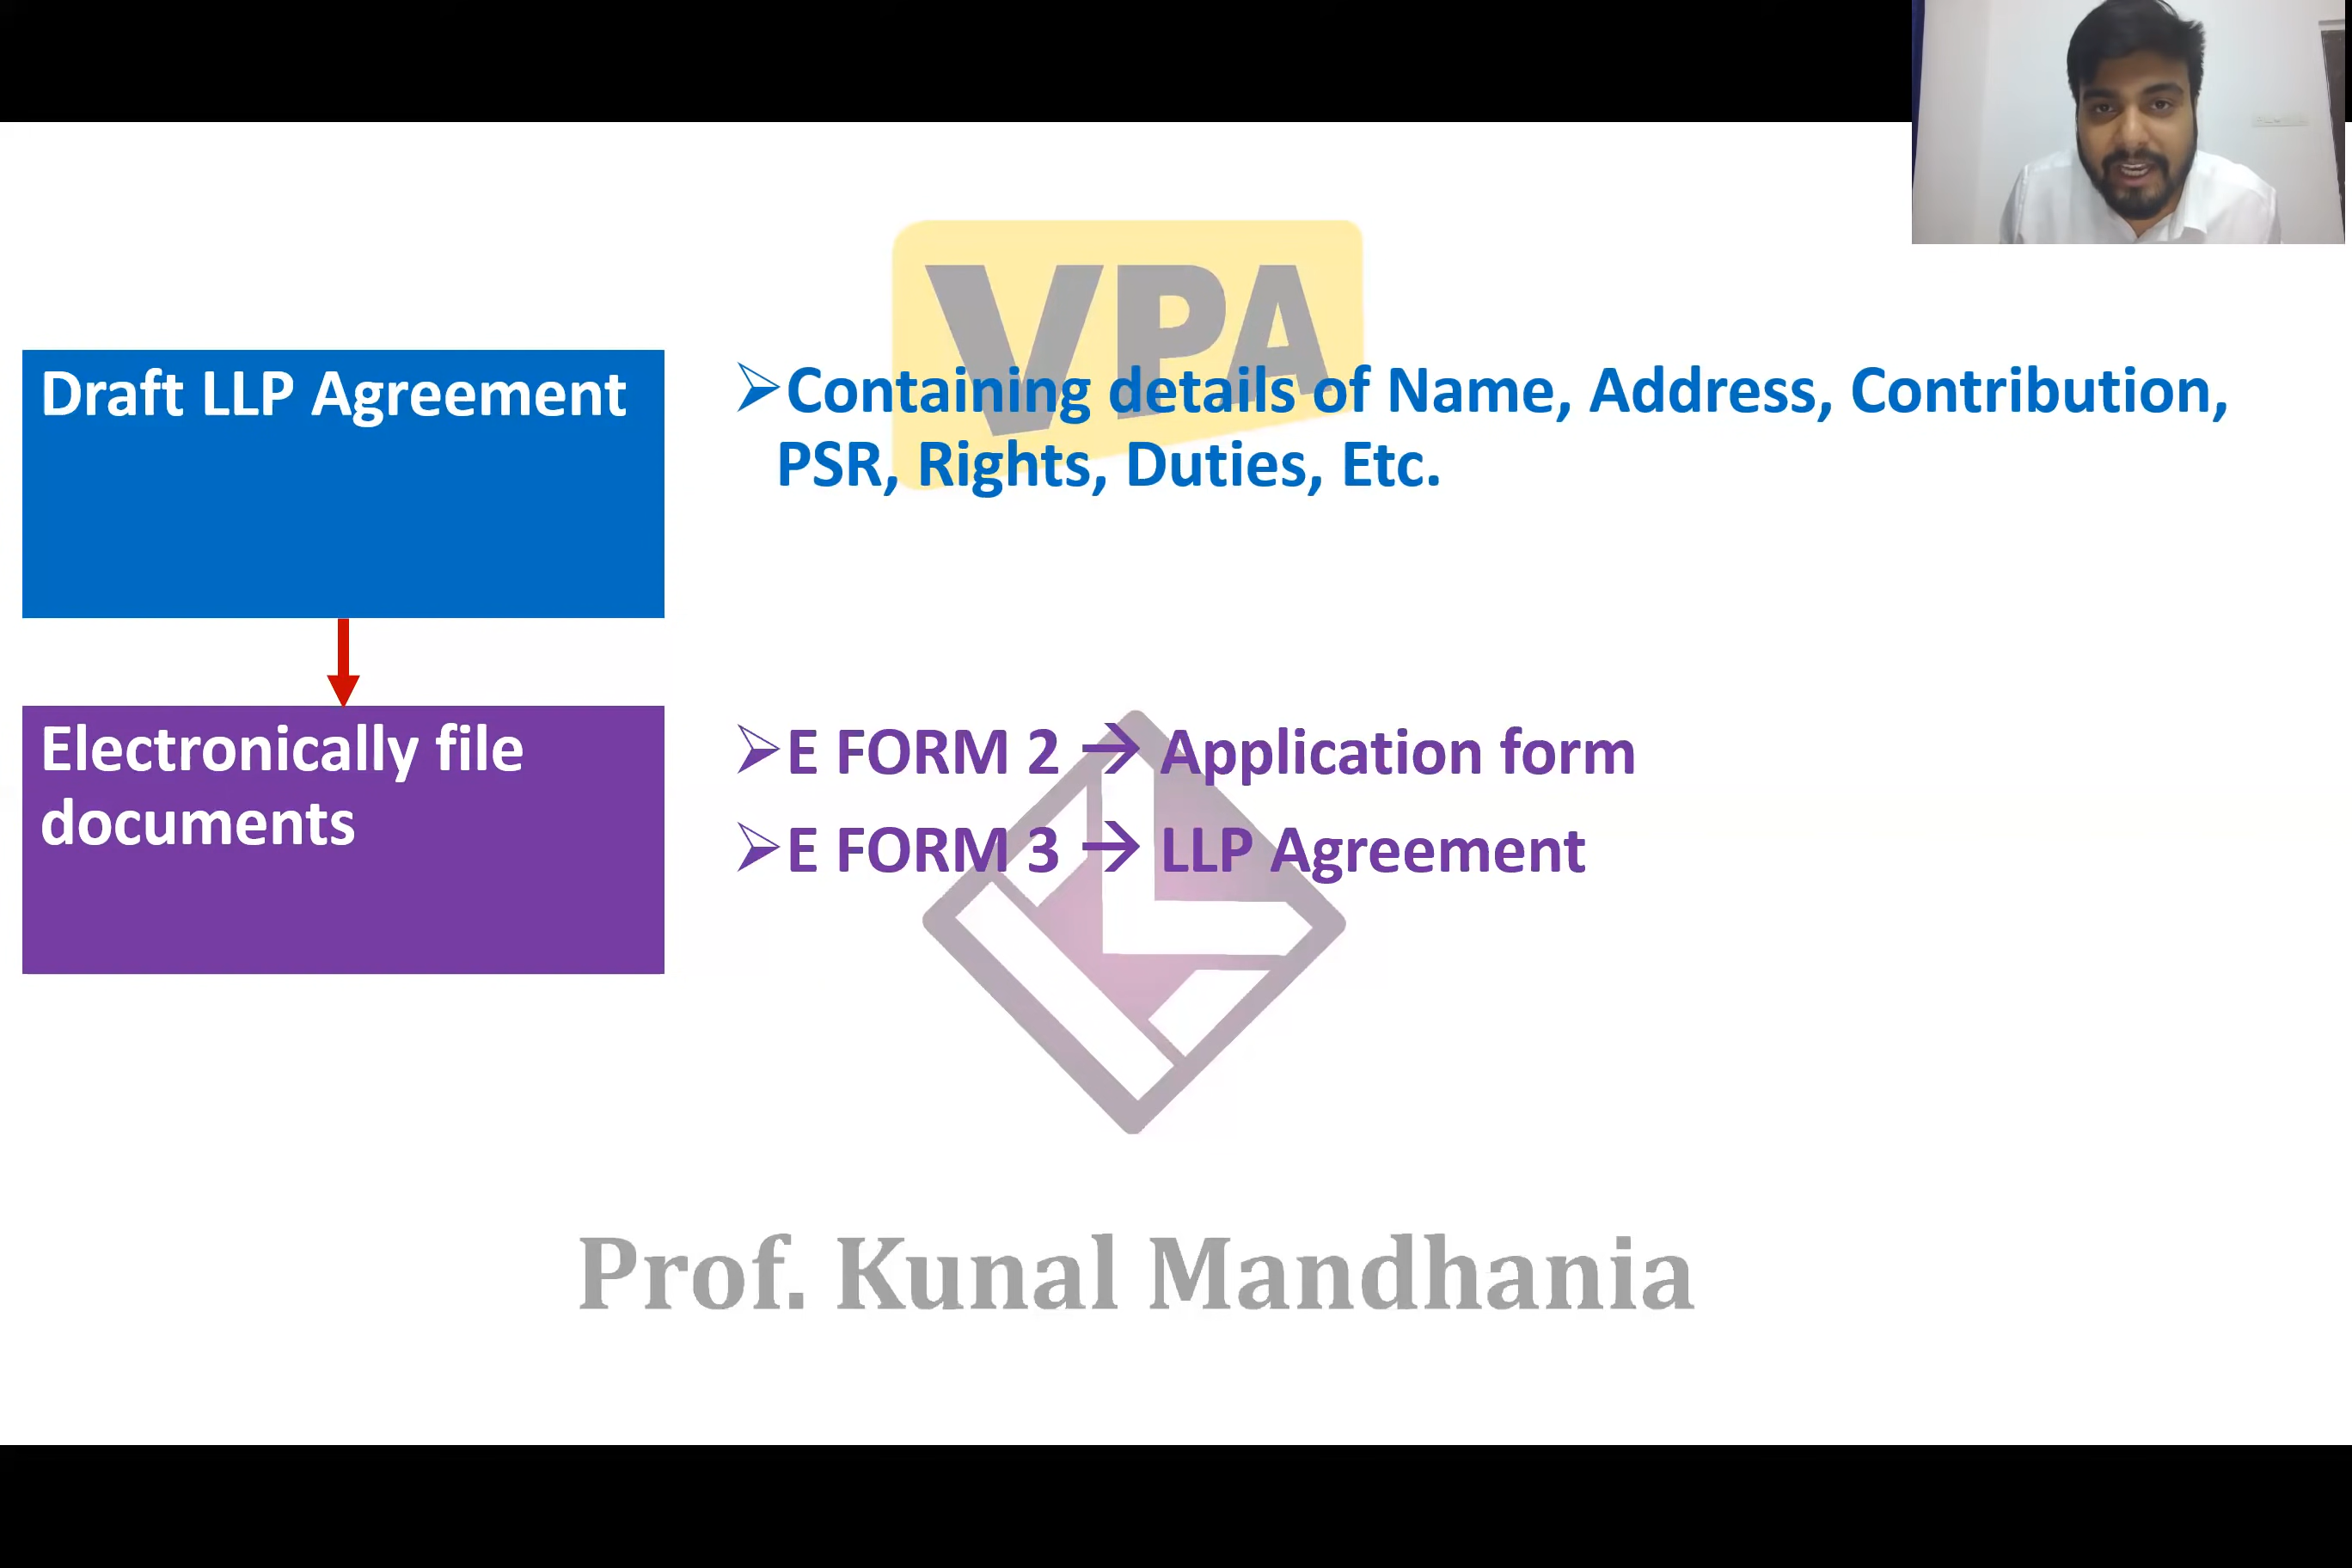 VPA
Draft LLP Agreement
➢Containing details of Name, Address, Contribution,
PSR, Rights, Duties, Etc.
Electronically file
documents
➢E FORM 2 → Application form
➢E FORM 3 → LLP Agreement
Prof. Kunal Mandhania